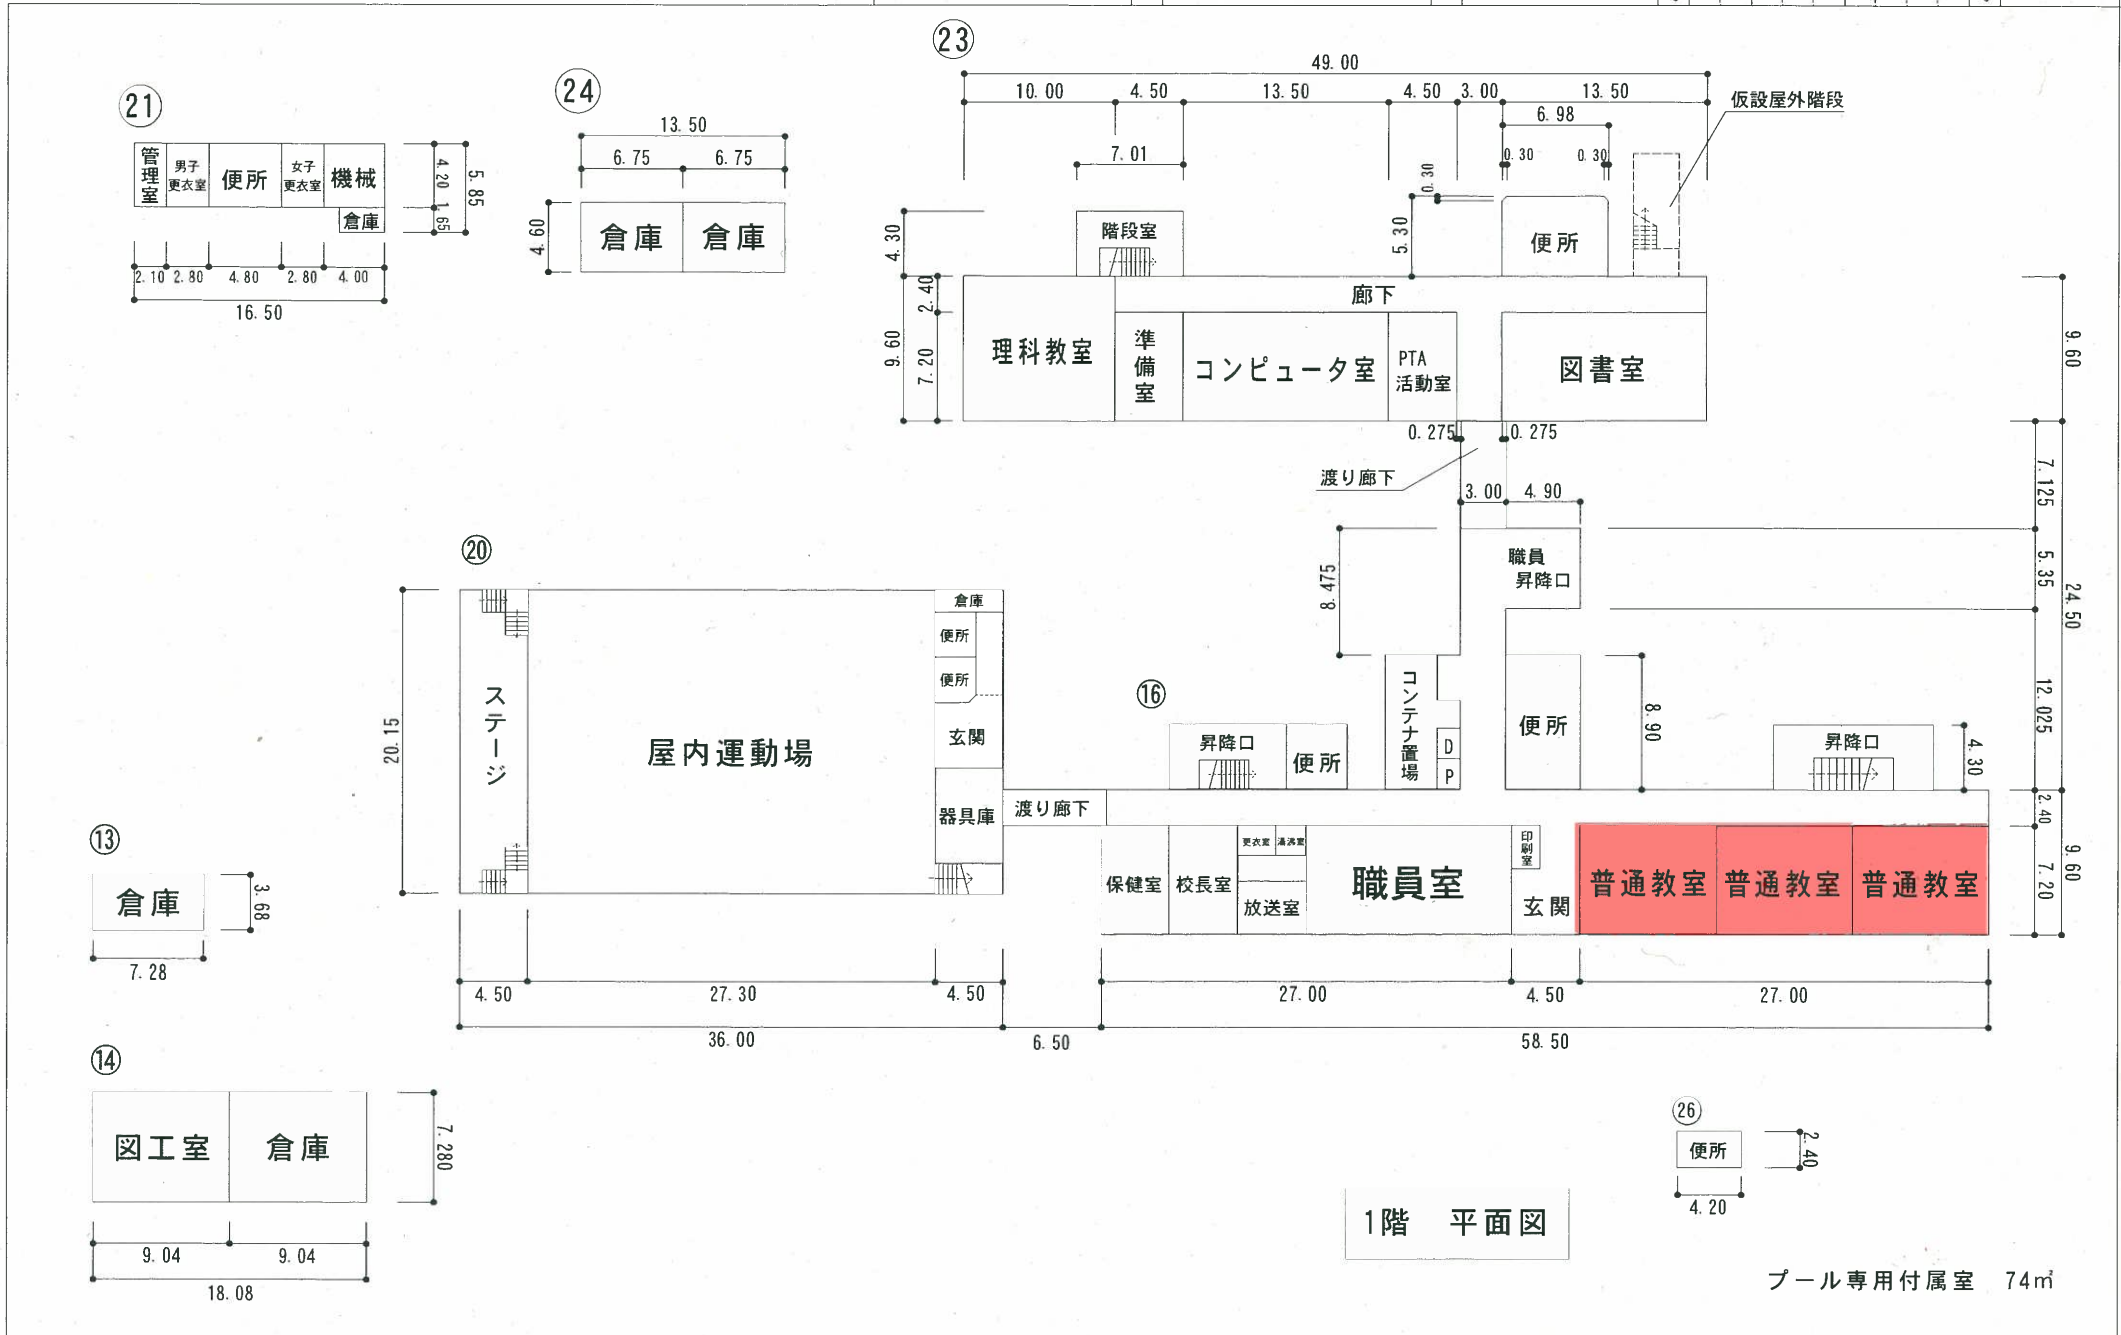 21
管理室
男子
更衣室
便所
女子
更衣室
機械
倉庫
4.20
1.65
5.85
2.10
2.80
4.80
2.80
4.00
16.50
24
13.50
6.75
6.75
4.60
倉庫
倉庫
23
49.00
10.00
4.50
13.50
4.50
3.00
13.50
6.98
仮設屋外階段
7.01
0.30
0.30
0.30
4.30
5.30
階段室
便所
廊下
2.40
9.60
7.20
理科教室
準備室
コンピュータ室
PTA
活動室
図書室
9.60
0.275
0.275
渡り廊下
3.00
4.90
7.125
5.35
24.50
12.025
8.475
職員
昇降口
20
20.15
ステージ
屋内運動場
倉庫
便所
便所
玄関
器具庫
渡り廊下
16
昇降口
便所
コンテナ置場
D
P
便所
8.90
昇降口
4.30
2.40
9.60
7.20
保健室
校長室
更衣室
湯沸室
放送室
職員室
印刷室
玄関
普通教室
普通教室
普通教室
4.50
27.30
4.50
27.00
4.50
27.00
36.00
6.50
58.50
13
倉庫
3.68
7.28
14
図工室
倉庫
7.280
9.04
9.04
18.08
26
便所
2.40
4.20
1階 平面図
プール専用付属室 74㎡